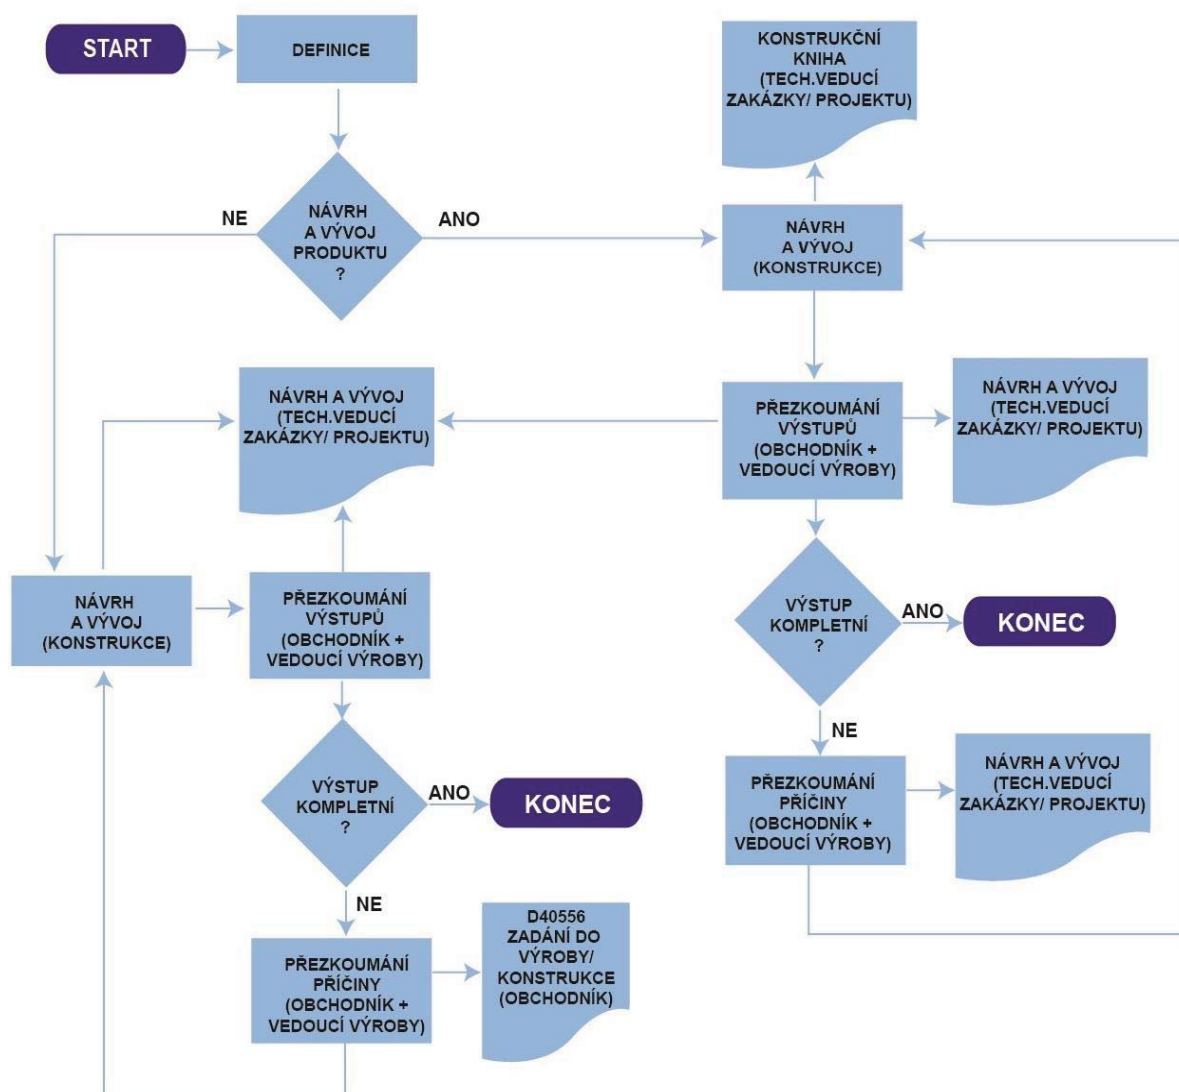 START
DEFINICE
KONSTRUKČNÍ
KNIHA
(TECH.VEDUCÍ
ZAKÁZKY/ PROJEKTU)
NE
NÁVRH
A VÝVOJ
PRODUKTU
?
ANO
NÁVRH
A VÝVOJ
(KONSTRUKCE)
NÁVRH A VÝVOJ
(TECH.VEDUCÍ
ZAKÁZKY/ PROJEKTU)
PŘEZKOUMÁNÍ
VÝSTUPŮ
(OBCHODNÍK +
VEDOUCÍ VÝROBY)
NÁVRH A VÝVOJ
(TECH.VEDUCÍ
ZAKÁZKY/ PROJEKTU)
NÁVRH
A VÝVOJ
(KONSTRUKCE)
PŘEZKOUMÁNÍ
VÝSTUPŮ
(OBCHODNÍK +
VEDOUCÍ VÝROBY)
VÝSTUP
KOMPLETNÍ
?
ANO
KONEC
NE
VÝSTUP
KOMPLETNÍ
?
ANO
KONEC
PŘEZKOUMÁNÍ
PŘÍČINY
(OBCHODNÍK +
VEDOUCÍ VÝROBY)
NÁVRH A VÝVOJ
(TECH.VEDUCÍ
ZAKÁZKY/ PROJEKTU)
NE
PŘEZKOUMÁNÍ
PŘÍČINY
(OBCHODNÍK +
VEDOUCÍ VÝROBY)
D40556
ZADÁNÍ DO
VÝROBY/
KONSTRUKCE
(OBCHODNÍK)